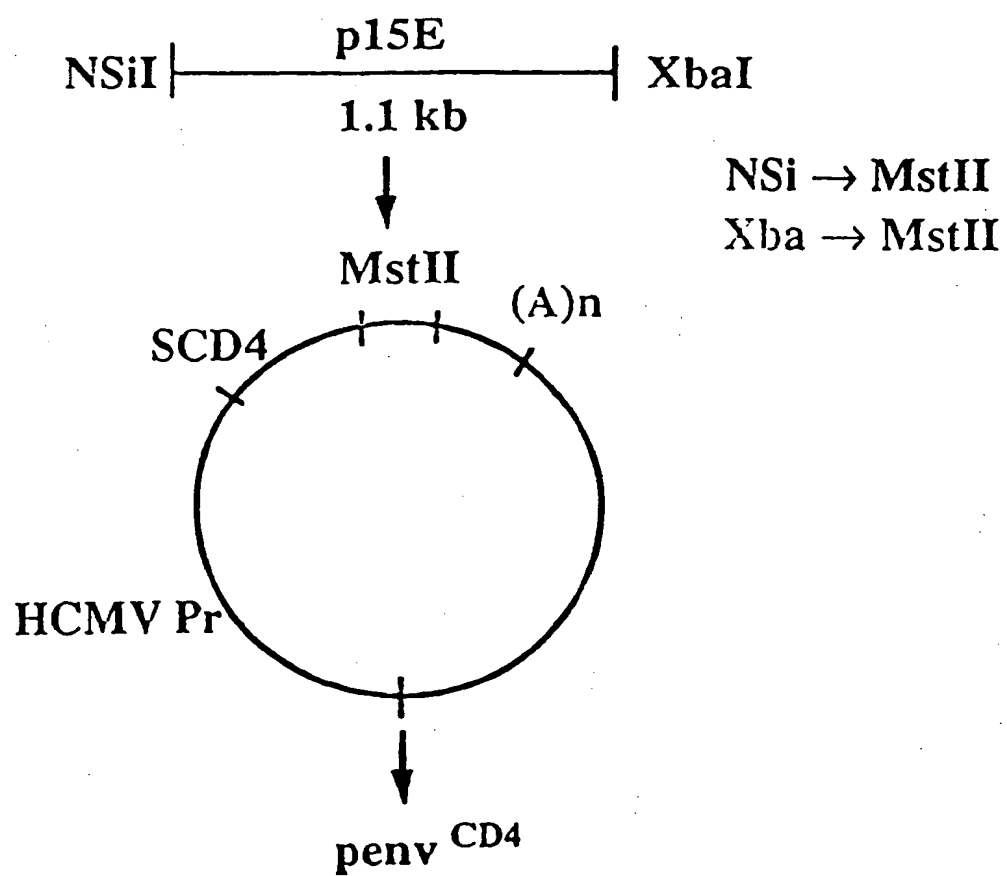 p15E
NSiI XbaI
1.1 kb
NSi → MstII
Xba → MstII
MstII
(A)n
SCD4
HCMV Pr
penv CD4